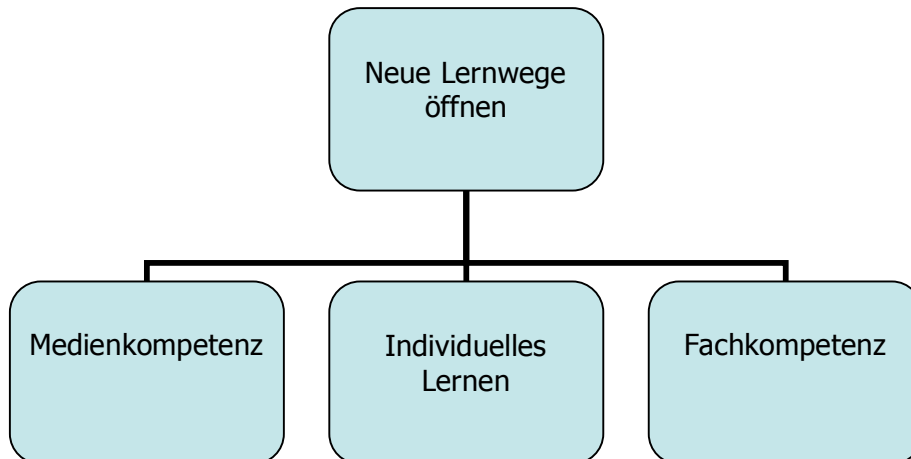 Neue Lernwege
öffnen
Medienkompetenz
Individuelles
Lernen
Fachkompetenz